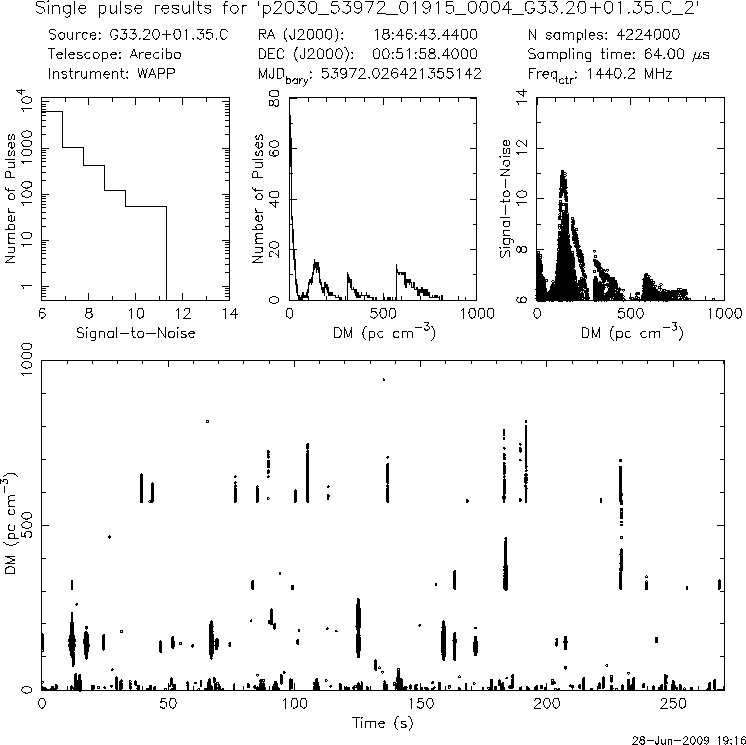 Single pulse results for 'p2030_53972_01915_0004_G33.20+01.35.C_2'
Source: G33.20+01.35.C
RA (J2000): 18:46:43.4400
N samples: 4224000
Telescope: Arecibo
DEC (J2000): 00:51:58.4000
Sampling time: 64.00 μs
Instrument: WAPP
MJDbary: 53972.026421355142
Freqctr: 1440.2 MHz
Number of Pulses
10^4
1000
100
10
1
6 8 10 12 14
Signal-to-Noise
Number of Pulses
80
60
40
20
0
0 500 1000
DM (pc cm^-3)
Signal-to-Noise
14
12
10
8
6
0 500 1000
DM (pc cm^-3)
DM (pc cm^-3)
1000
500
0
0 50 100 150 200 250
Time (s)
28-Jun-2009 19:16